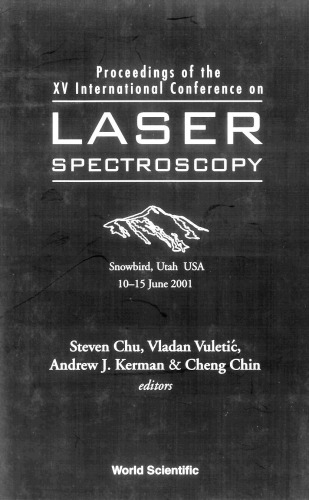 Proceedings of the
XV International Conference on
LASER
SPECTROSCOPY
Snowbird, Utah USA
10–15 June 2001
Steven Chu, Vladan Vuletić,
Andrew J. Kerman & Cheng Chin
editors
World Scientific